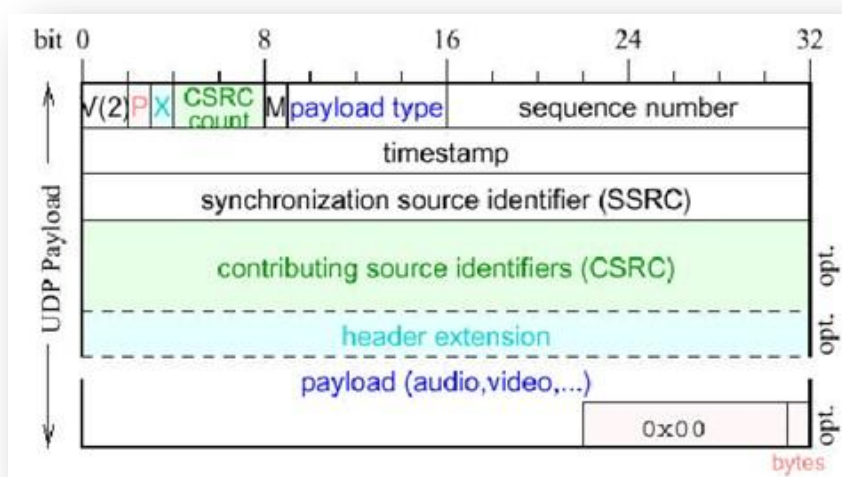 bit 0 8 16 24 32
V(2) P X CSRC count M payload type sequence number
timestamp
synchronization source identifier (SSRC)
contributing source identifiers (CSRC) opt.
header extension opt.
payload (audio,video,...)
0x00 opt.
bytes
UDP Payload